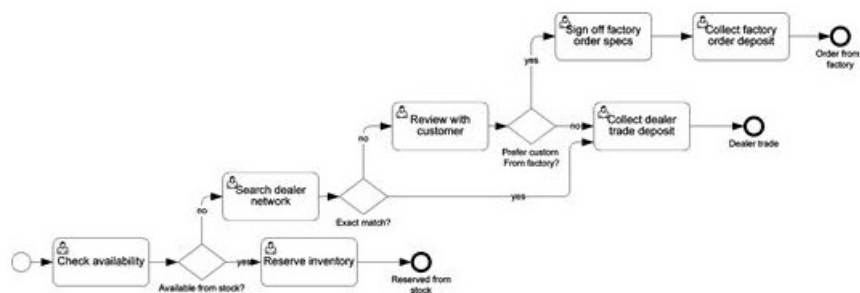 Sign off factory
order specs
Collect factory
order deposit
Order from
factory
yes
Review with
customer
no
Prefer custom
From factory?
no
Collect dealer
trade deposit
Dealer trade
Search dealer
network
no
Exact match?
yes
Check availability
Available from stock?
yes
Reserve inventory
Reserved from
stock